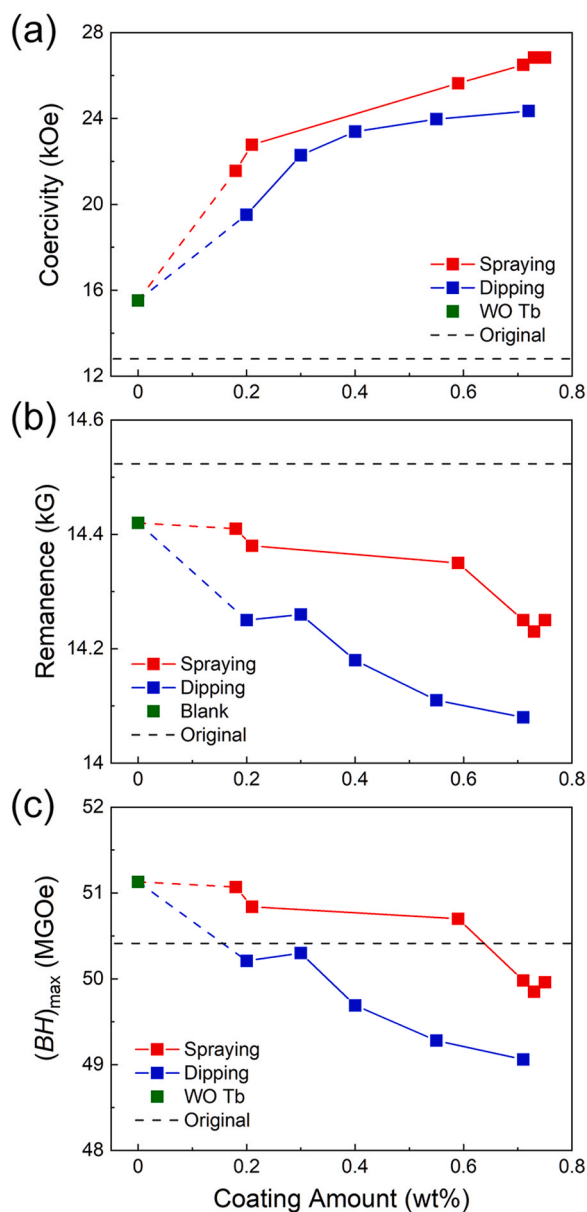 (a)
28
24
20
16
12
Coercivity (kOe)
Spraying
Dipping
WO Tb
Original
0
0.2
0.4
0.6
0.8
(b)
14.6
14.4
14.2
14
Remanence (kG)
Spraying
Dipping
Blank
Original
0
0.2
0.4
0.6
0.8
(c)
52
51
50
49
48
(BH)max (MGOe)
Spraying
Dipping
WO Tb
Original
0
0.2
0.4
0.6
0.8
Coating Amount (wt%)